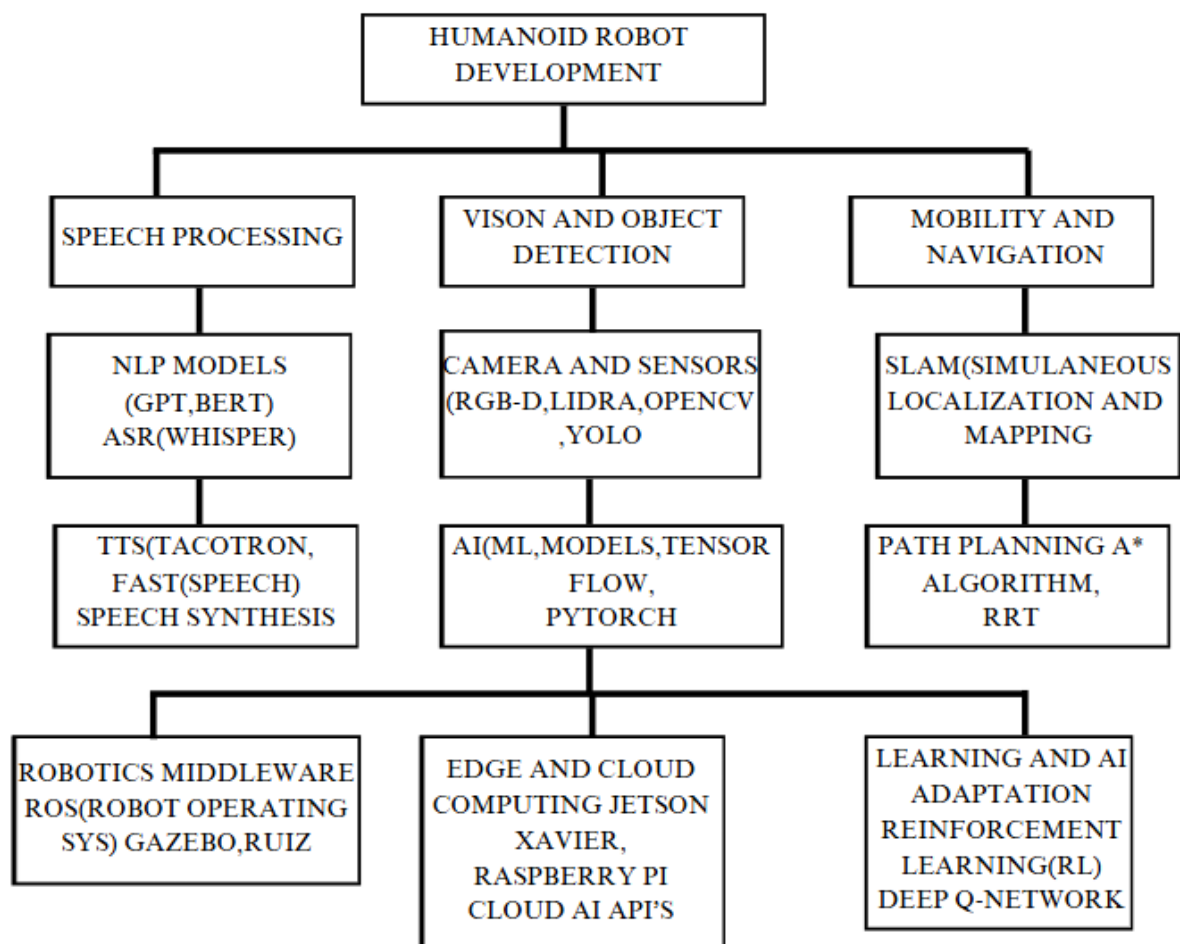 HUMANOID ROBOT
DEVELOPMENT
SPEECH PROCESSING
VISON AND OBJECT
DETECTION
MOBILITY AND
NAVIGATION
NLP MODELS
(GPT,BERT)
ASR(WHISPER)
CAMERA AND SENSORS
(RGB-D,LIDRA,OPENCV
,YOLO
SLAM(SIMULANEOUS
LOCALIZATION AND
MAPPING
TTS(TACOTRON,
FAST(SPEECH)
SPEECH SYNTHESIS
AI(ML,MODELS,TENSOR
FLOW,
PYTORCH
PATH PLANNING A*
ALGORITHM,
RRT
ROBOTICS MIDDLEWARE
ROS(ROBOT OPERATING
SYS) GAZEBO,RUIZ
EDGE AND CLOUD
COMPUTING JETSON
XAVIER,
RASPBERRY PI
CLOUD AI API'S
LEARNING AND AI
ADAPTATION
REINFORCEMENT
LEARNING(RL)
DEEP Q-NETWORK